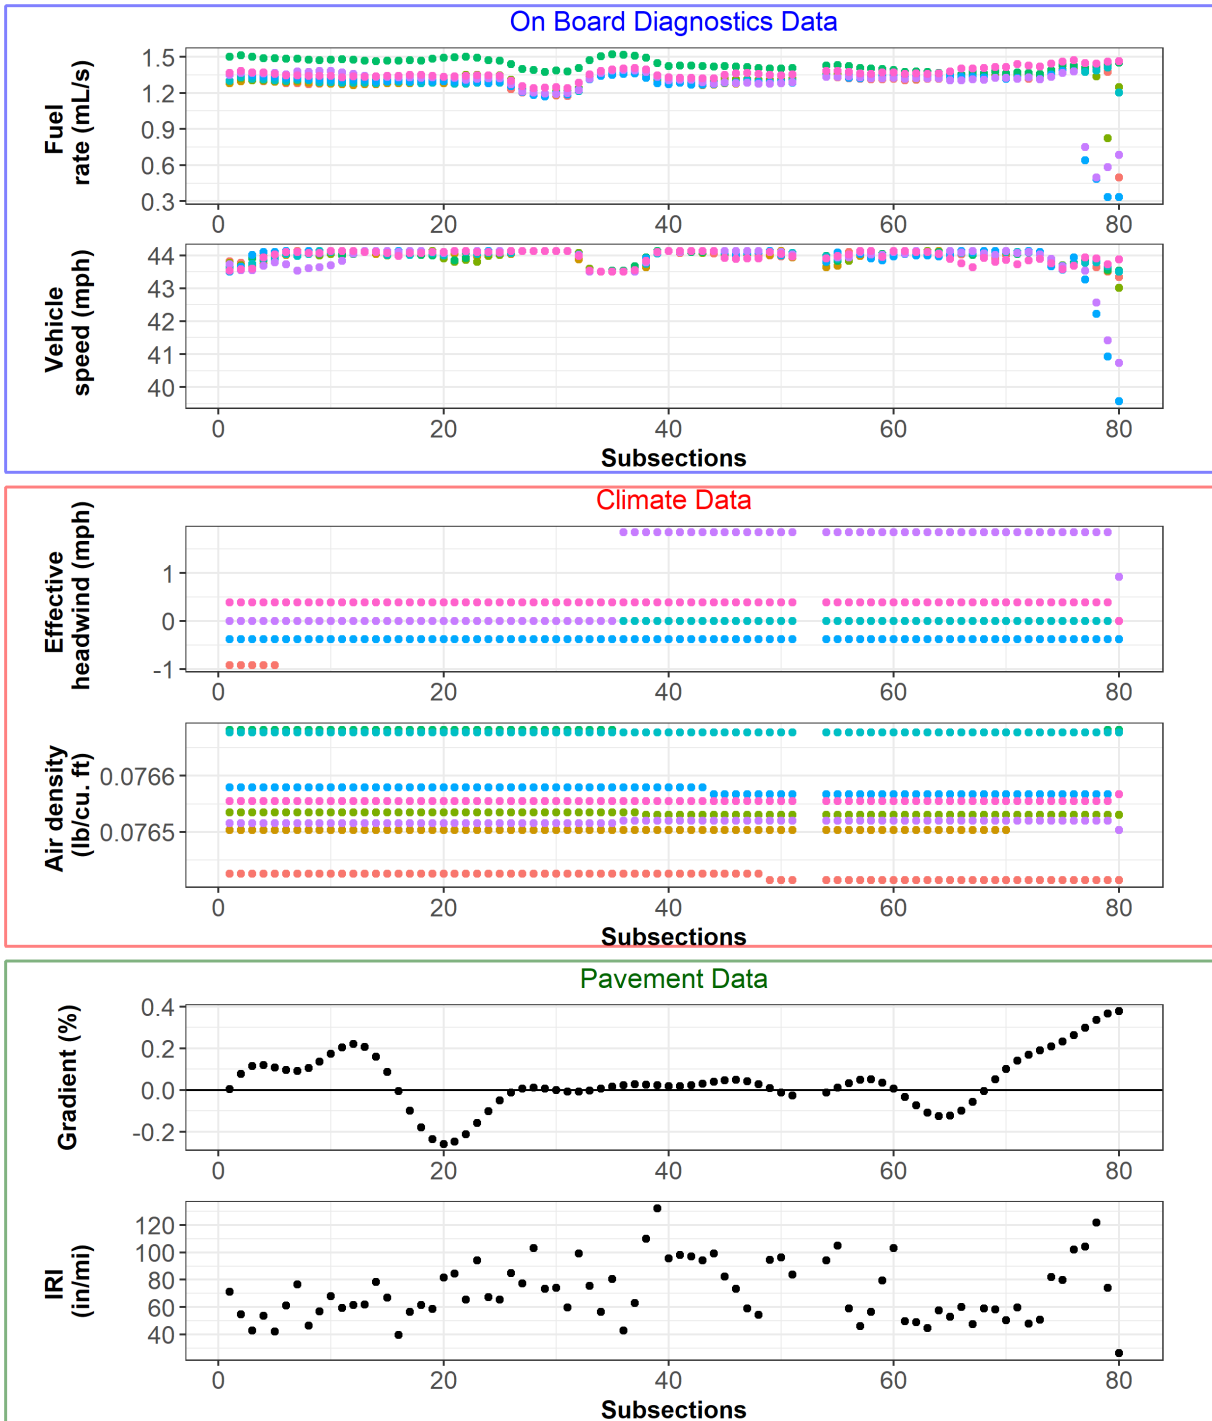 On Board Diagnostics Data
Fuel
rate (mL/s)
1.5
1.2
0.9
0.6
0.3
0 20 40 60 80
Vehicle
speed (mph)
44
43
42
41
40
0 20 40 60 80
Subsections
Climate Data
Effective
headwind (mph)
1
0
-1
0 20 40 60 80
Air density
(lb/cu. ft)
0.0766
0.0765
0 20 40 60 80
Subsections
Pavement Data
Gradient (%)
0.4
0.2
0.0
-0.2
0 20 40 60 80
IRI
(in/mi)
120
100
80
60
40
0 20 40 60 80
Subsections